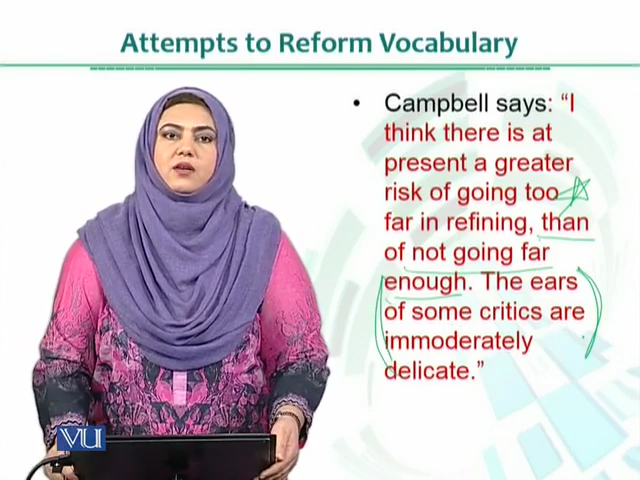 Attempts to Reform Vocabulary
• Campbell says: “I
think there is at
present a greater
risk of going too
far in refining, than
of not going far
enough. The ears
of some critics are
immoderately
delicate.”
VU